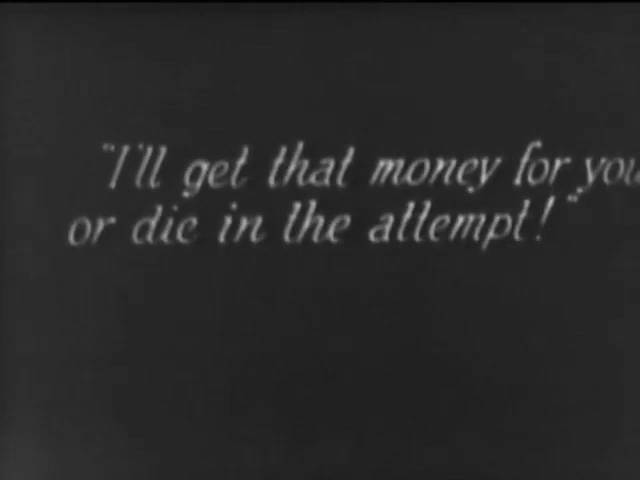 "I'll get that money for you
or die in the attempt!"